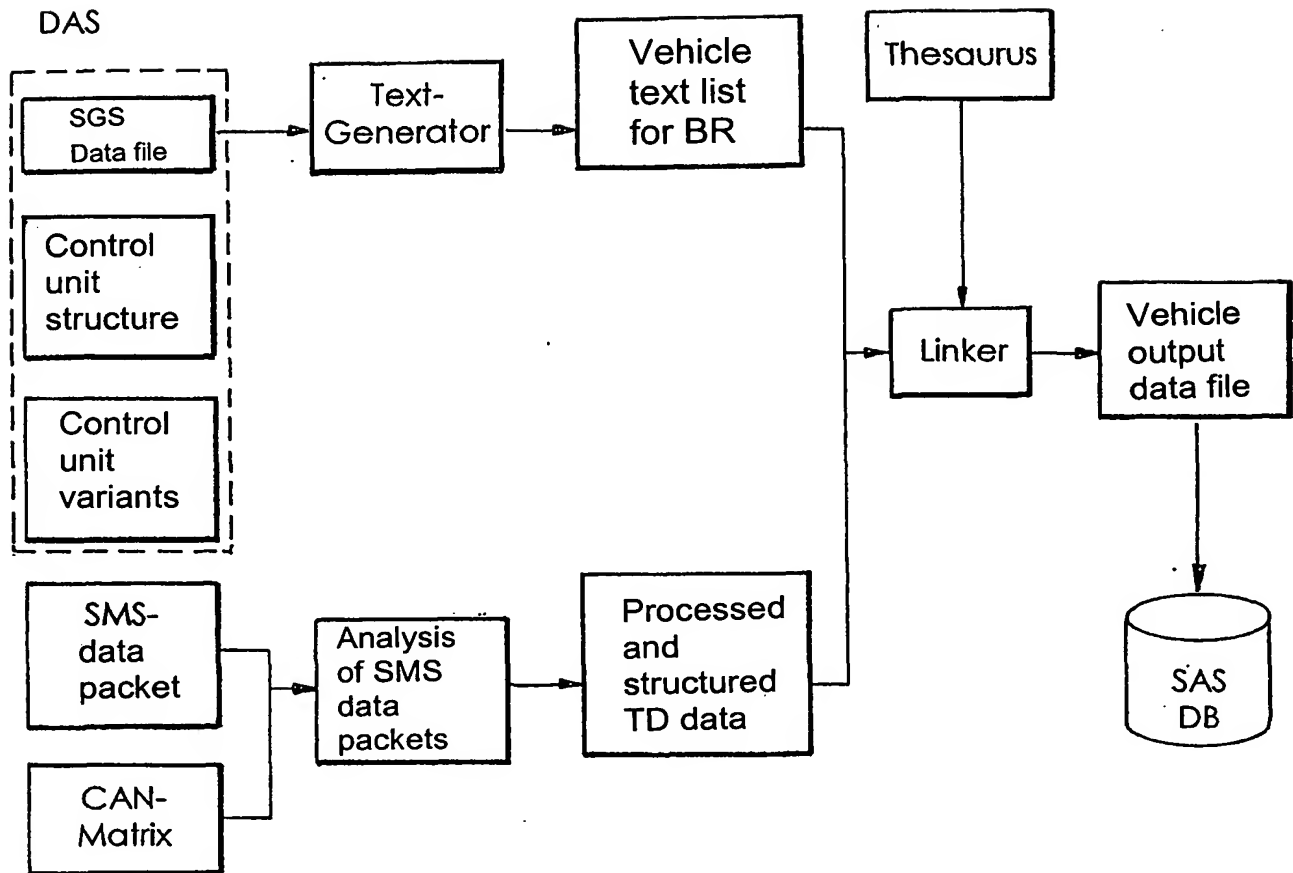 DAS
SGS
Data file
Text-
Generator
Vehicle
text list
for BR
Thesaurus
Control
unit
structure
Linker
Vehicle
output
data file
Control
unit
variants
SMS-
data
packet
Analysis
of SMS
data
packets
Processed
and
structured
TD data
SAS
DB
CAN-
Matrix